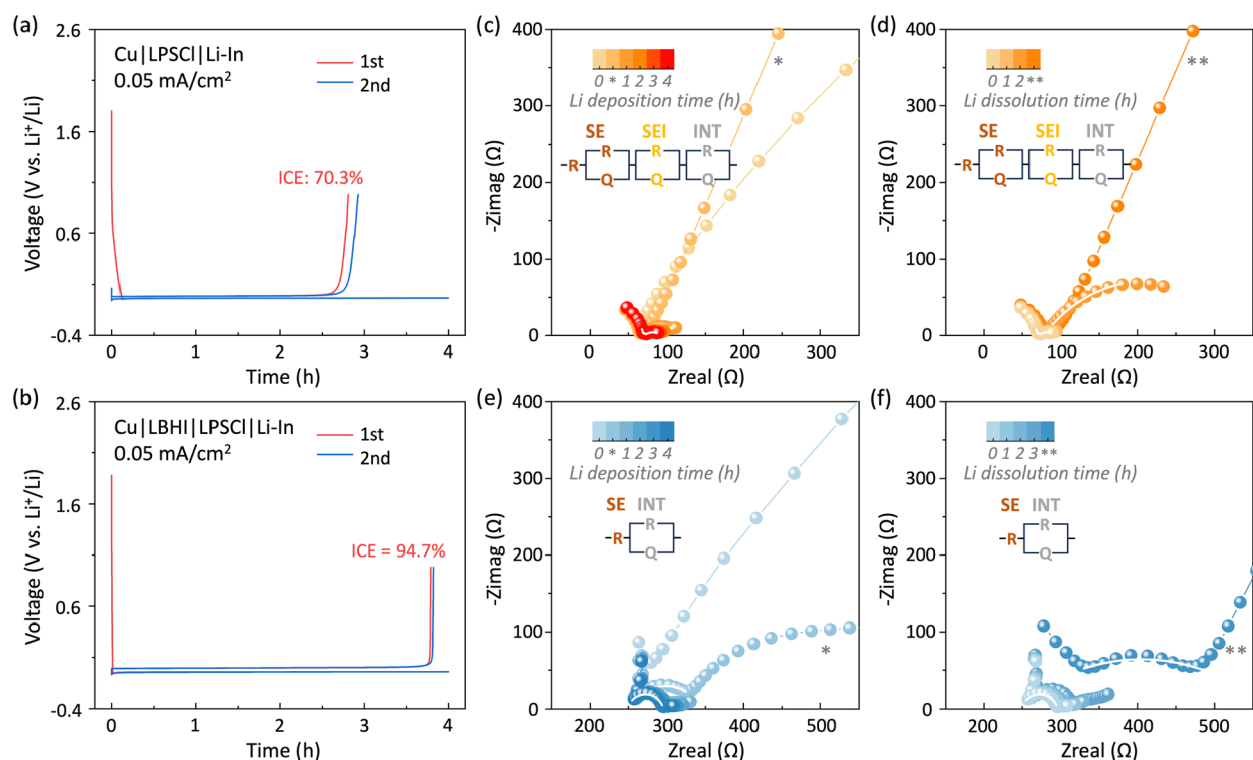 (a)
2.6
1.6
0.6
-0.4
Voltage (V vs. Li⁺/Li)
Cu|LPSCl|Li-In
0.05 mA/cm²
1st
2nd
ICE: 70.3%
0 1 2 3 4
Time (h)
(c)
400
300
200
100
0
-Zimag (Ω)
0 * 1 2 3 4
Li deposition time (h)
*
SE SEI INT
R R R
R
Q Q Q
0 100 200 300
Zreal (Ω)
(d)
400
300
200
100
0
-Zimag (Ω)
0 1 2 **
Li dissolution time (h)
**
SE SEI INT
R R R
R
Q Q Q
0 100 200 300
Zreal (Ω)
(b)
2.6
1.6
0.6
-0.4
Voltage (V vs. Li⁺/Li)
Cu|LBHI|LPSCl|Li-In
0.05 mA/cm²
1st
2nd
ICE = 94.7%
0 1 2 3 4
Time (h)
(e)
400
300
200
100
0
-Zimag (Ω)
0 * 1 2 3 4
Li deposition time (h)
SE INT
R
R
Q
*
200 300 400 500
Zreal (Ω)
(f)
400
300
200
100
0
-Zimag (Ω)
0 1 2 3 **
Li dissolution time (h)
SE INT
R
R
Q
**
200 300 400 500
Zreal (Ω)